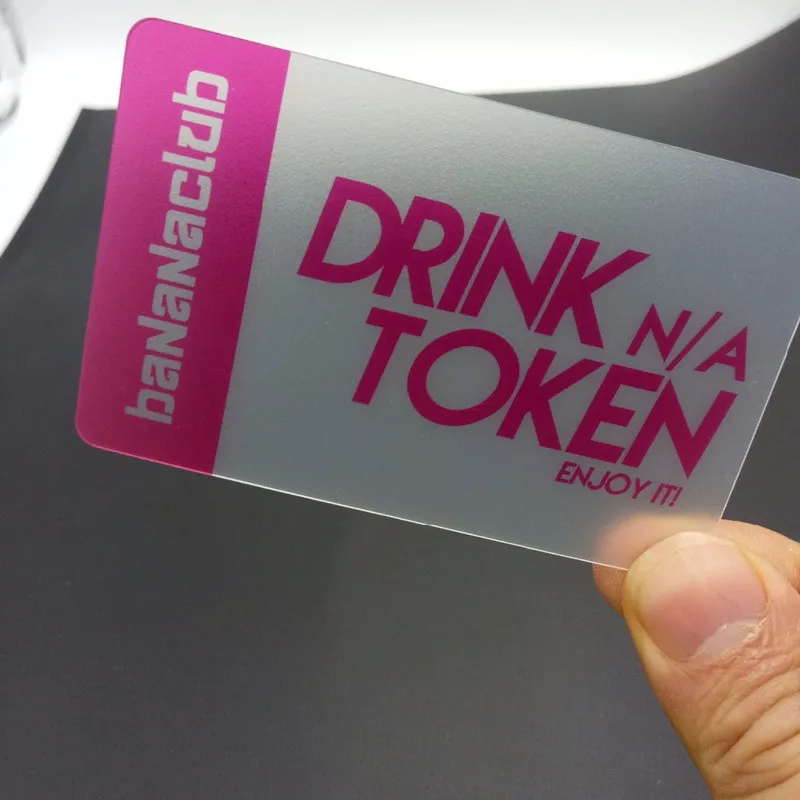 baNaNaclub
DRINK N/A
TOKEN
ENJOY IT!